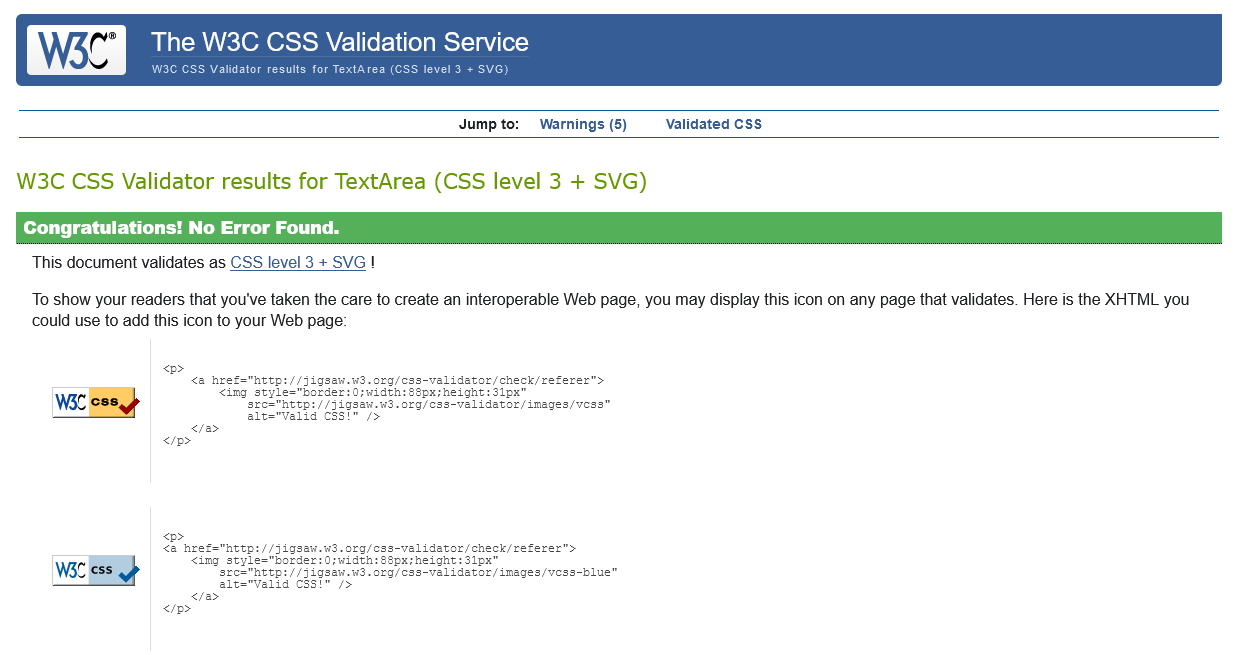 W3C® The W3C CSS Validation Service
W3C CSS Validator results for TextArea (CSS level 3 + SVG)
Jump to: Warnings (5) Validated CSS
W3C CSS Validator results for TextArea (CSS level 3 + SVG)
Congratulations! No Error Found.
This document validates as CSS level 3 + SVG !
To show your readers that you've taken the care to create an interoperable Web page, you may display this icon on any page that validates. Here is the XHTML you
could use to add this icon to your Web page:
<p>
<a href="http://jigsaw.w3.org/css-validator/check/referer">
<img style="border:0;width:88px;height:31px"
W3C css
src="http://jigsaw.w3.org/css-validator/images/vcss"
alt="Valid CSS!" />
</a>
</p>
<p>
<a href="http://jigsaw.w3.org/css-validator/check/referer">
<img style="border:0;width:88px;height:31px"
W3C css
src="http://jigsaw.w3.org/css-validator/images/vcss-blue"
alt="Valid CSS!" />
</a>
</p>